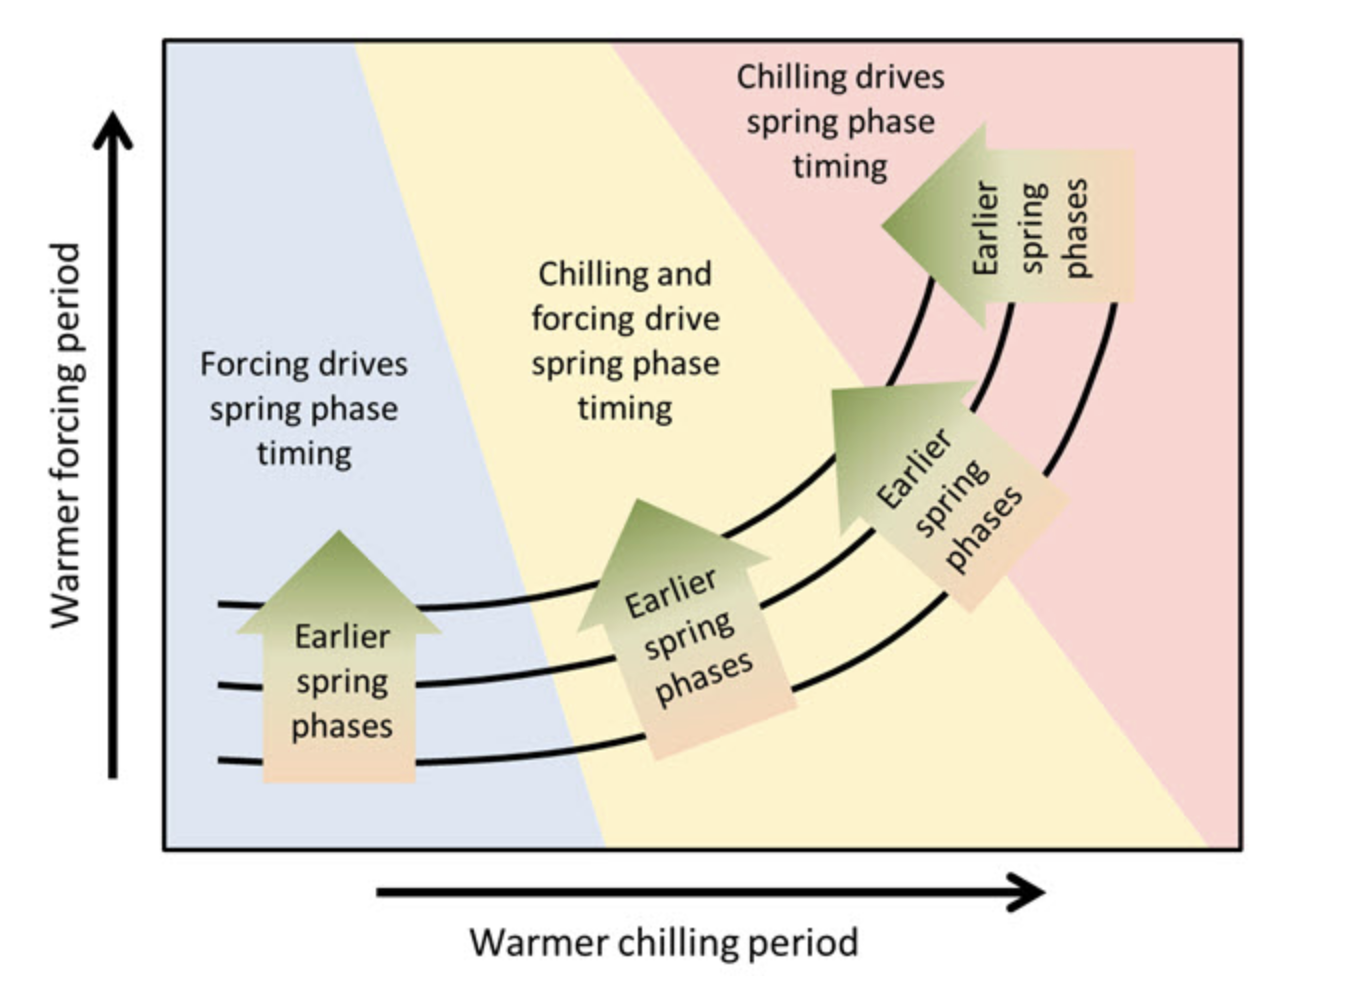 Chilling drives
spring phase
timing
Earlier
spring
phases
Chilling and
forcing drive
spring phase
timing
Forcing drives
spring phase
timing
Earlier
spring
phases
Earlier
spring
phases
Earlier
spring
phases
Warmer forcing period
Warmer chilling period